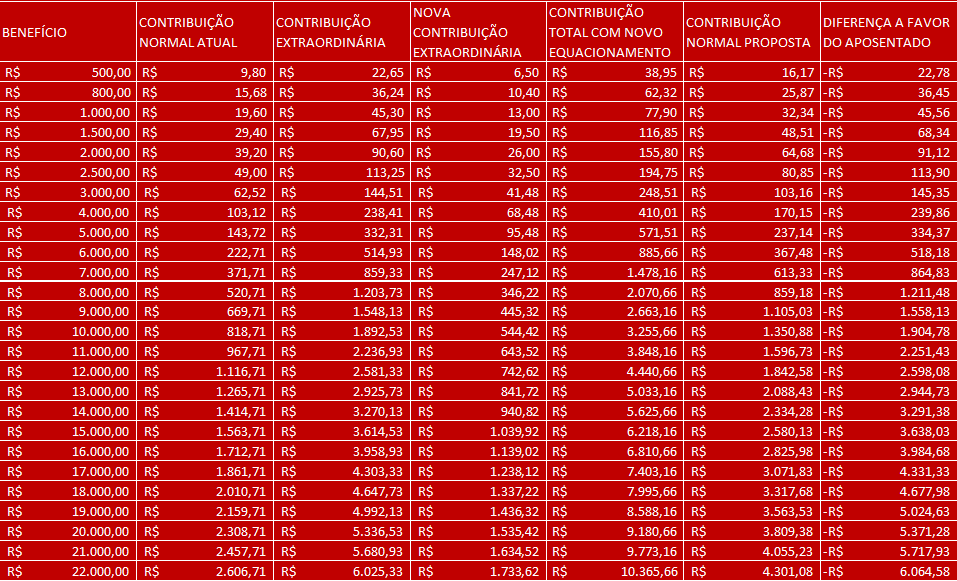 BENEFÍCIO CONTRIBUIÇÃO NORMAL ATUAL CONTRIBUIÇÃO EXTRAORDINÁRIA NOVA CONTRIBUIÇÃO EXTRAORDINÁRIA CONTRIBUIÇÃO TOTAL COM NOVO EQUACIONAMENTO CONTRIBUIÇÃO NORMAL PROPOSTA DIFERENÇA A FAVOR DO APOSENTADO
R$ 500,00 R$ 9,80 R$ 22,65 R$ 6,50 R$ 38,95 R$ 16,17 -R$ 22,78
R$ 800,00 R$ 15,68 R$ 36,24 R$ 10,40 R$ 62,32 R$ 25,87 -R$ 36,45
R$ 1.000,00 R$ 19,60 R$ 45,30 R$ 13,00 R$ 77,90 R$ 32,34 -R$ 45,56
R$ 1.500,00 R$ 29,40 R$ 67,95 R$ 19,50 R$ 116,85 R$ 48,51 -R$ 68,34
R$ 2.000,00 R$ 39,20 R$ 90,60 R$ 26,00 R$ 155,80 R$ 64,68 -R$ 91,12
R$ 2.500,00 R$ 49,00 R$ 113,25 R$ 32,50 R$ 194,75 R$ 80,85 -R$ 113,90
R$ 3.000,00 R$ 62,52 R$ 144,51 R$ 41,48 R$ 248,51 R$ 103,16 -R$ 145,35
R$ 4.000,00 R$ 103,12 R$ 238,41 R$ 68,48 R$ 410,01 R$ 170,15 -R$ 239,86
R$ 5.000,00 R$ 143,72 R$ 332,31 R$ 95,48 R$ 571,51 R$ 237,14 -R$ 334,37
R$ 6.000,00 R$ 222,71 R$ 514,93 R$ 148,02 R$ 885,66 R$ 367,48 -R$ 518,18
R$ 7.000,00 R$ 371,71 R$ 859,33 R$ 247,12 R$ 1.478,16 R$ 613,33 -R$ 864,83
R$ 8.000,00 R$ 520,71 R$ 1.203,73 R$ 346,22 R$ 2.070,66 R$ 859,18 -R$ 1.211,48
R$ 9.000,00 R$ 669,71 R$ 1.548,13 R$ 445,32 R$ 2.663,16 R$ 1.105,03 -R$ 1.558,13
R$ 10.000,00 R$ 818,71 R$ 1.892,53 R$ 544,42 R$ 3.255,66 R$ 1.350,88 -R$ 1.904,78
R$ 11.000,00 R$ 967,71 R$ 2.236,93 R$ 643,52 R$ 3.848,16 R$ 1.596,73 -R$ 2.251,43
R$ 12.000,00 R$ 1.116,71 R$ 2.581,33 R$ 742,62 R$ 4.440,66 R$ 1.842,58 -R$ 2.598,08
R$ 13.000,00 R$ 1.265,71 R$ 2.925,73 R$ 841,72 R$ 5.033,16 R$ 2.088,43 -R$ 2.944,73
R$ 14.000,00 R$ 1.414,71 R$ 3.270,13 R$ 940,82 R$ 5.625,66 R$ 2.334,28 -R$ 3.291,38
R$ 15.000,00 R$ 1.563,71 R$ 3.614,53 R$ 1.039,92 R$ 6.218,16 R$ 2.580,13 -R$ 3.638,03
R$ 16.000,00 R$ 1.712,71 R$ 3.958,93 R$ 1.139,02 R$ 6.810,66 R$ 2.825,98 -R$ 3.984,68
R$ 17.000,00 R$ 1.861,71 R$ 4.303,33 R$ 1.238,12 R$ 7.403,16 R$ 3.071,83 -R$ 4.331,33
R$ 18.000,00 R$ 2.010,71 R$ 4.647,73 R$ 1.337,22 R$ 7.995,66 R$ 3.317,68 -R$ 4.677,98
R$ 19.000,00 R$ 2.159,71 R$ 4.992,13 R$ 1.436,32 R$ 8.588,16 R$ 3.563,53 -R$ 5.024,63
R$ 20.000,00 R$ 2.308,71 R$ 5.336,53 R$ 1.535,42 R$ 9.180,66 R$ 3.809,38 -R$ 5.371,28
R$ 21.000,00 R$ 2.457,71 R$ 5.680,93 R$ 1.634,52 R$ 9.773,16 R$ 4.055,23 -R$ 5.717,93
R$ 22.000,00 R$ 2.606,71 R$ 6.025,33 R$ 1.733,62 R$ 10.365,66 R$ 4.301,08 -R$ 6.064,58